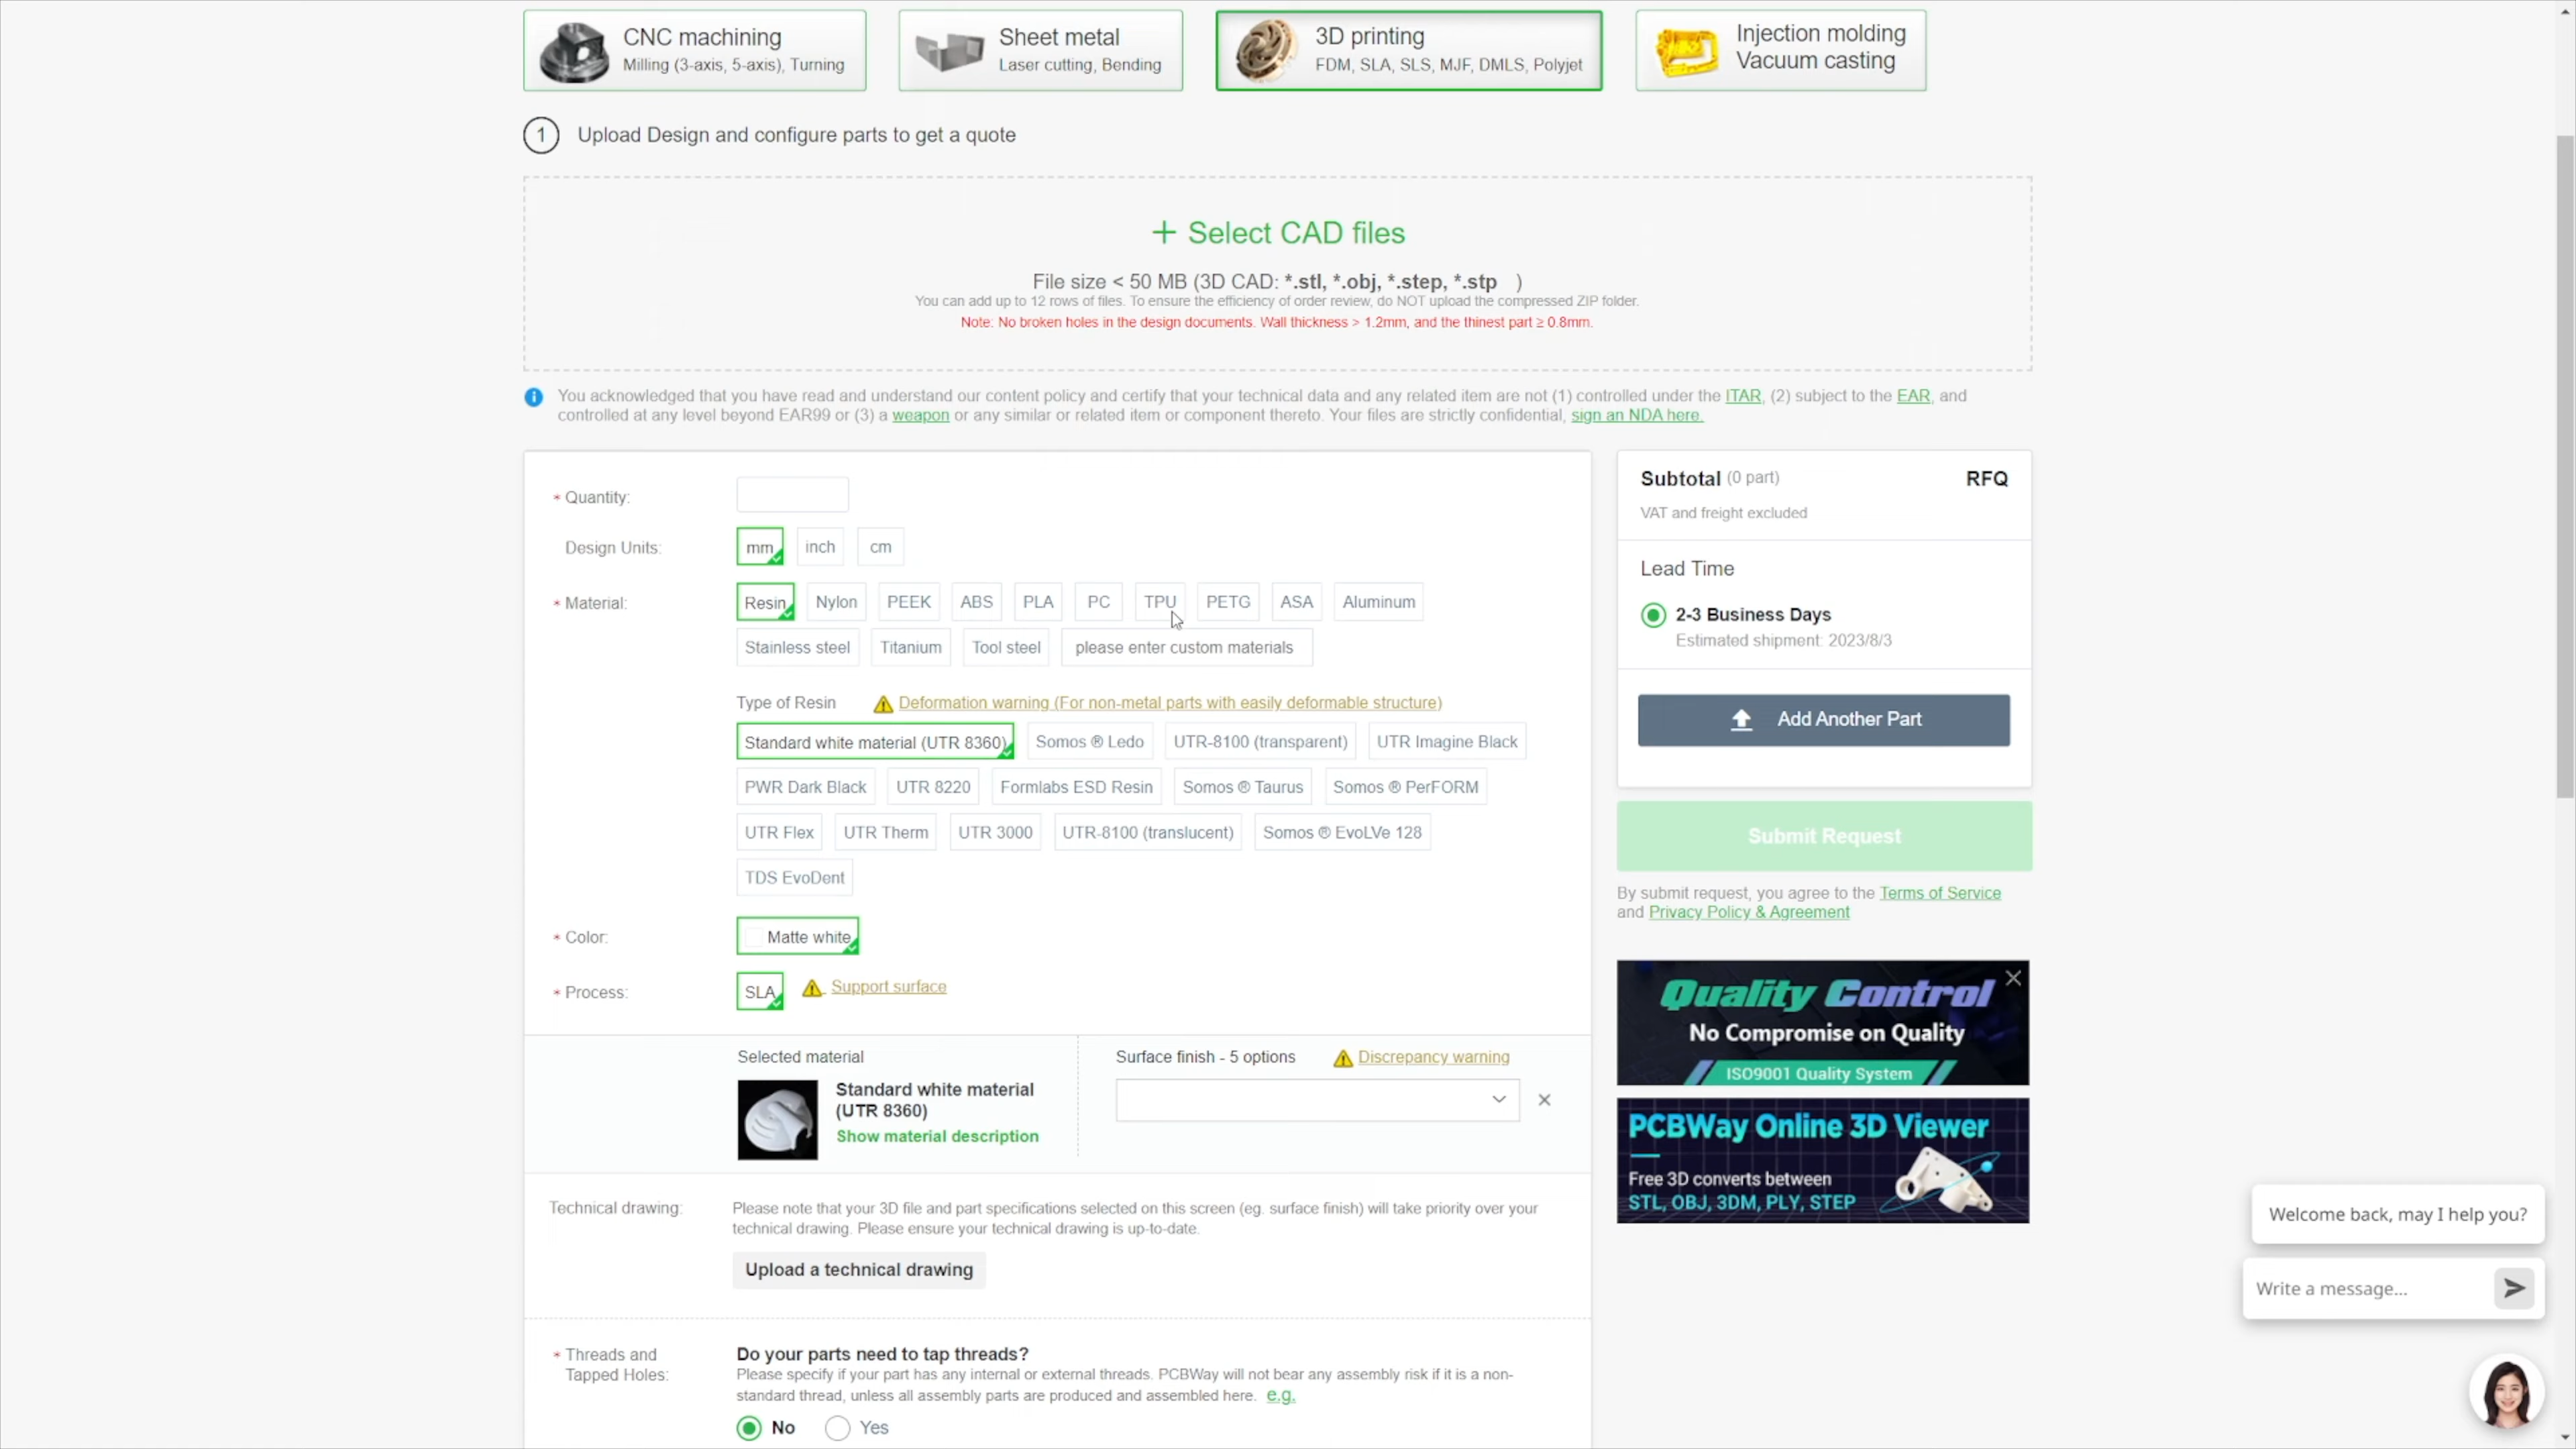 CNC machining
Milling (3-axis, 5-axis), Turning
Sheet metal
Laser cutting, Bending
3D printing
FDM, SLA, SLS, MJF, DMLS, Polyjet
Injection molding
Vacuum casting
1 Upload Design and configure parts to get a quote
+ Select CAD files
File size < 50 MB (3D CAD: *.stl, *.obj, *.step, *.stp )
You can add up to 12 rows of files. To ensure the efficiency of order review, do NOT upload the compressed ZIP folder.
Note: No broken holes in the design documents. Wall thickness > 1.2mm, and the thinest part ≥ 0.8mm.
You acknowledged that you have read and understand our content policy and certify that your technical data and any related item are not (1) controlled under the ITAR, (2) subject to the EAR, and
controlled at any level beyond EAR99 or (3) a weapon or any similar or related item or component thereto. Your files are strictly confidential, sign an NDA here.
* Quantity:
Design Units: mm inch cm
* Material: Resin Nylon PEEK ABS PLA PC TPU PETG ASA Aluminum
Stainless steel Titanium Tool steel please enter custom materials
Type of Resin Deformation warning (For non-metal parts with easily deformable structure)
Standard white material (UTR 8360) Somos ® Ledo UTR-8100 (transparent) UTR Imagine Black
PWR Dark Black UTR 8220 Formlabs ESD Resin Somos ® Taurus Somos ® PerFORM
UTR Flex UTR Therm UTR 3000 UTR-8100 (translucent) Somos ® EvoLVe 128
TDS EvoDent
* Color: Matte white
* Process: SLA Support surface
Selected material
Standard white material
(UTR 8360)
Show material description
Surface finish - 5 options Discrepancy warning
Technical drawing: Please note that your 3D file and part specifications selected on this screen (eg. surface finish) will take priority over your
technical drawing. Please ensure your technical drawing is up-to-date.
Upload a technical drawing
* Threads and
Tapped Holes:
Do your parts need to tap threads?
Please specify if your part has any internal or external threads. PCBWay will not bear any assembly risk if it is a non-
standard thread, unless all assembly parts are produced and assembled here. e.g.
No Yes
Subtotal (0 part) RFQ
VAT and freight excluded
Lead Time
2-3 Business Days
Estimated shipment: 2023/8/3
Add Another Part
Submit Request
By submit request, you agree to the Terms of Service
and Privacy Policy & Agreement
Quality Control
No Compromise on Quality
ISO9001 Quality System
PCBWay Online 3D Viewer
Free 3D converts between
STL, OBJ, 3DM, PLY, STEP
Welcome back, may I help you?
Write a message...